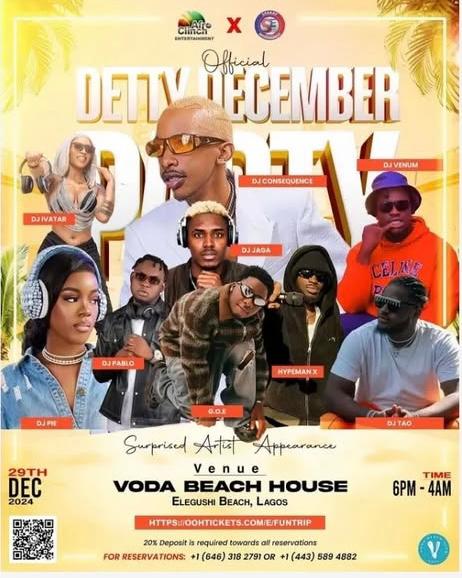 Afro
Clinch
ENTERTAINMENT
X
Official
DETTY DECEMBER
PARTY
DJ CONSEQUENCE
DJ VENUM
DJ IVATAR
DJ JAGA
CELINE
DJ PABLO
HYPEMAN X
DJ PIE
G.O.E
DJ TAO
Surprised Artist Appearance
Venue
29TH
DEC
2024
VODA BEACH HOUSE
ELEGUSHI BEACH, LAGOS
TIME
6PM - 4AM
HTTPS://OOHTICKETS.COM/E/FUNTRIP
20% Deposit is required towards all reservations
FOR RESERVATIONS: +1 (646) 318 2791 OR +1 (443) 589 4882